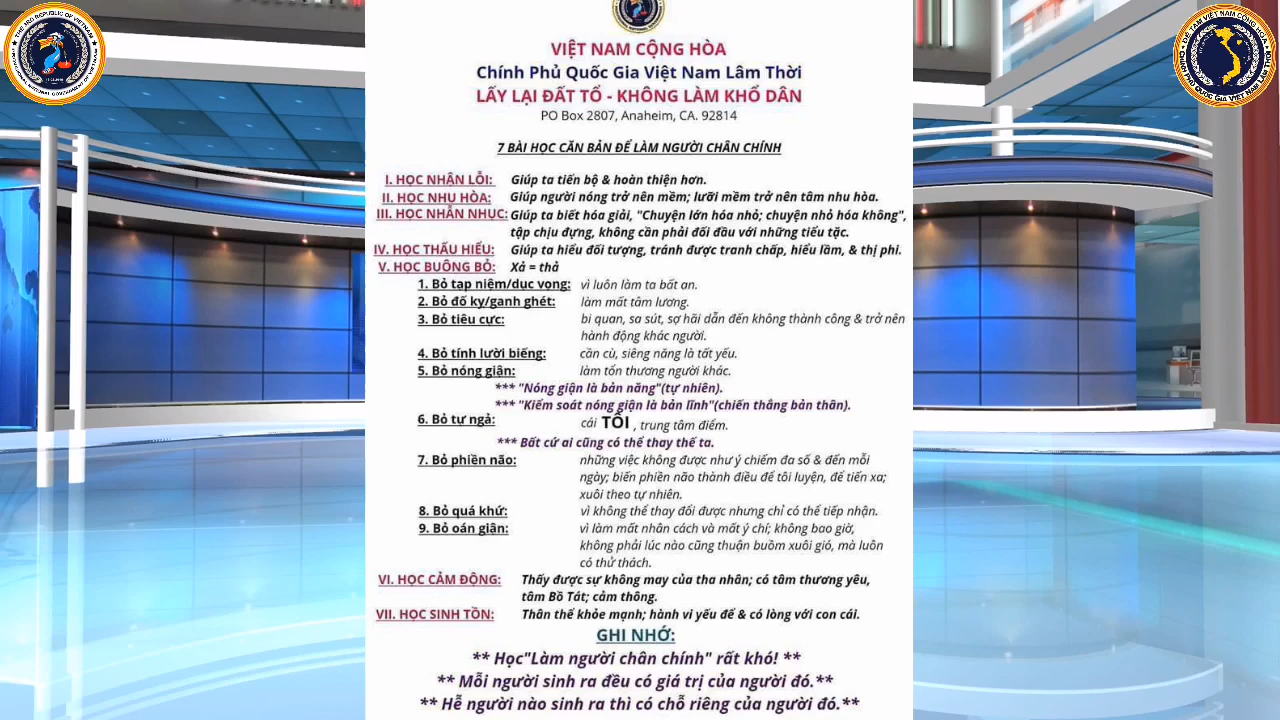 VIỆT NAM CỘNG HÒA
Chính Phủ Quốc Gia Việt Nam Lâm Thời
LẤY LẠI ĐẤT TỔ - KHÔNG LÀM KHỔ DÂN
PO Box 2807, Anaheim, CA. 92814
7 BÀI HỌC CĂN BẢN ĐỂ LÀM NGƯỜI CHÂN CHÍNH
I. HỌC NHẬN LỖI: Giúp ta tiến bộ & hoàn thiện hơn.
II. HỌC NHU HÒA: Giúp người nóng trở nên mềm; lưỡi mềm trở nên tâm nhu hòa.
III. HỌC NHẪN NHỤC: Giúp ta biết hóa giải, "Chuyện lớn hóa nhỏ; chuyện nhỏ hóa không",
tập chịu đựng, không cần phải đối đầu với những tiểu tặc.
IV. HỌC THẤU HIỂU: Giúp ta hiểu đối tượng, tránh được tranh chấp, hiểu lầm, & thị phi.
V. HỌC BUÔNG BỎ: Xả = thả
1. Bỏ tạp niệm/dục vọng: vì luôn làm ta bất an.
2. Bỏ đố kỵ/ganh ghét: làm mất tâm lương.
3. Bỏ tiêu cực: bi quan, sa sút, sợ hãi dẫn đến không thành công & trở nên
hành động khác người.
4. Bỏ tính lười biếng: cần cù, siêng năng là tất yếu.
5. Bỏ nóng giận: làm tổn thương người khác.
*** "Nóng giận là bản năng"(tự nhiên).
*** "Kiểm soát nóng giận là bản lĩnh"(chiến thắng bản thân).
6. Bỏ tự ngả: cái TÔI , trung tâm điểm.
*** Bất cứ ai cũng có thể thay thế ta.
7. Bỏ phiền não: những việc không được như ý chiếm đa số & đến mỗi
ngày; biến phiền não thành điều để tôi luyện, để tiến xa;
xuôi theo tự nhiên.
8. Bỏ quá khứ: vì không thể thay đổi được nhưng chỉ có thể tiếp nhận.
9. Bỏ oán giận: vì làm mất nhân cách và mất ý chí; không bao giờ,
không phải lúc nào cũng thuận buồm xuôi gió, mà luôn
có thử thách.
VI. HỌC CẢM ĐỘNG: Thấy được sự không may của tha nhân; có tâm thương yêu,
tâm Bồ Tát; cảm thông.
VII. HỌC SINH TỒN: Thân thể khỏe mạnh; hành vi yếu để & có lòng với con cái.
GHI NHỚ:
** Học"Làm người chân chính" rất khó! **
** Mỗi người sinh ra đều có giá trị của người đó.**
** Hễ người nào sinh ra thì có chỗ riêng của người đó.**